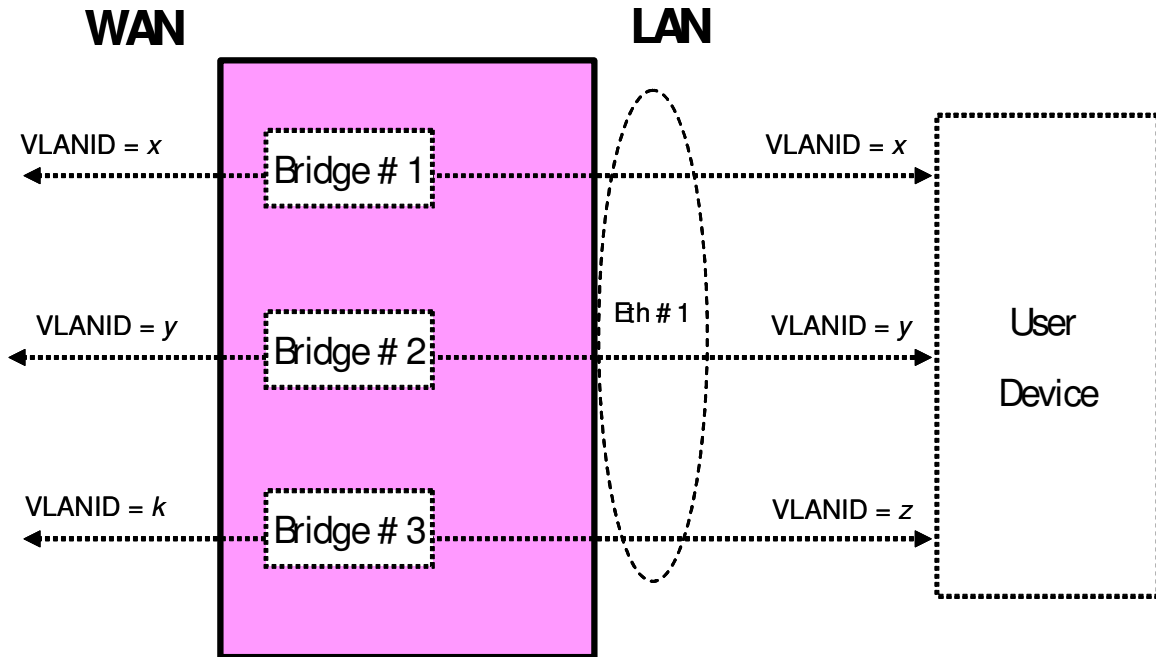 WAN
LAN
VLANID = x
Bridge # 1
VLANID = x
VLANID = y
Bridge # 2
Eth # 1
VLANID = y
User
Device
VLANID = k
Bridge # 3
VLANID = z